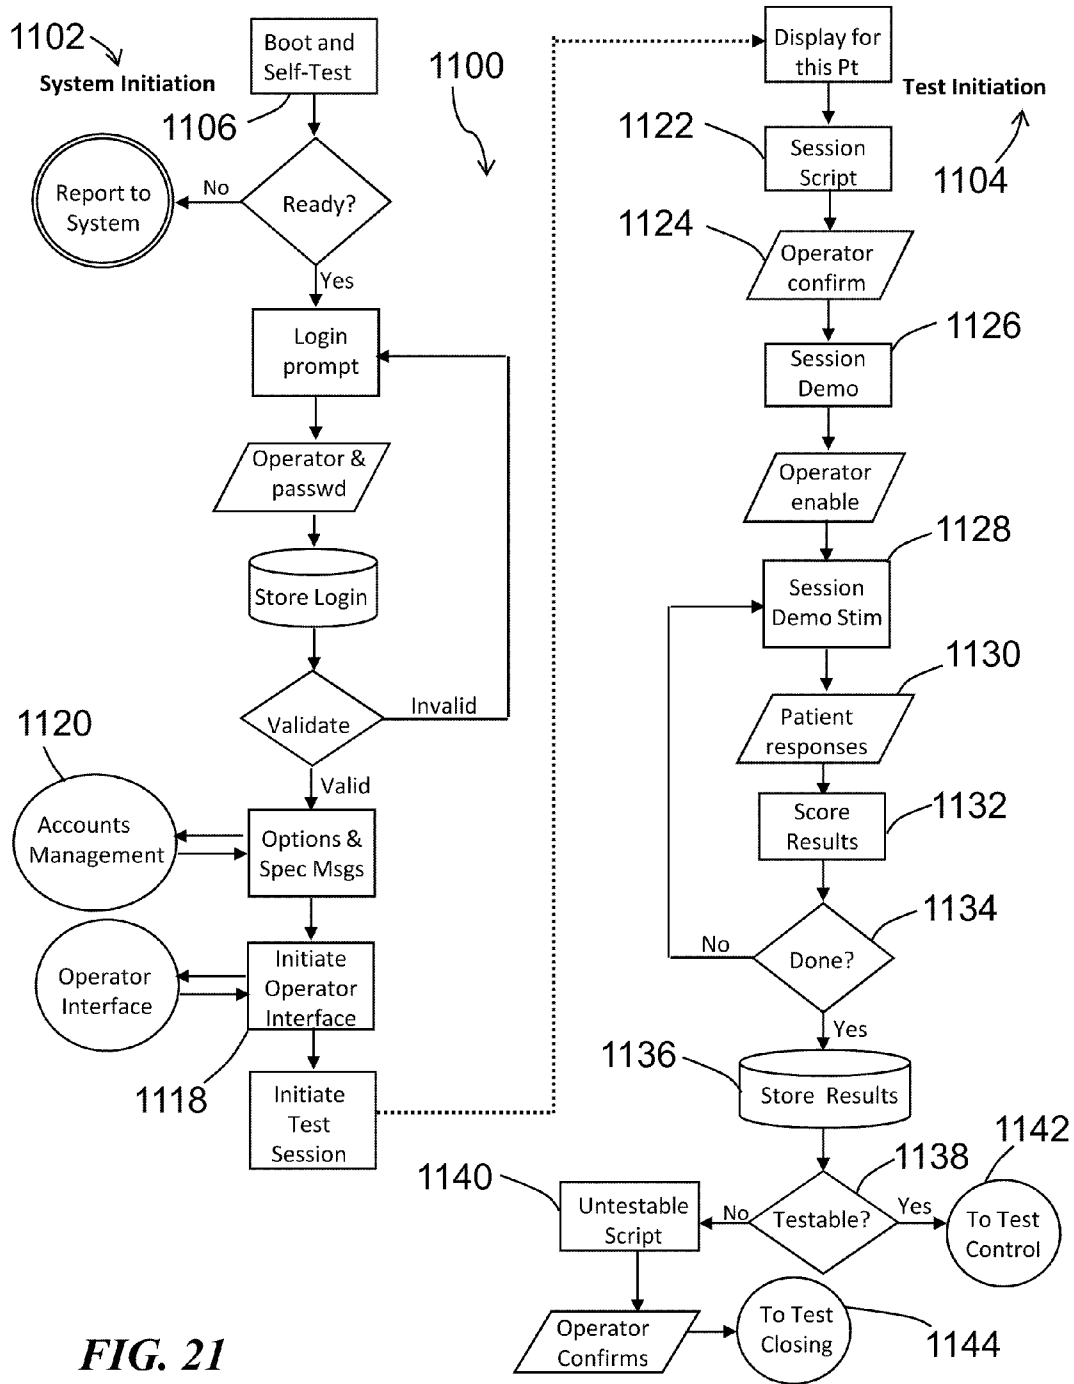 1102
System Initiation
Boot and
Self-Test
1106
1100
Report to
System
No
Ready?
Yes
Login
prompt
Operator &
passwd
Store Login
Validate
Invalid
Valid
1120
Accounts
Management
Options &
Spec Msgs
Operator
Interface
Initiate
Operator
Interface
1118
Initiate
Test
Session
Display for
this Pt
Test Initiation
1104
1122
Session
Script
1124
Operator
confirm
1126
Session
Demo
Operator
enable
1128
Session
Demo Stim
1130
Patient
responses
1132
Score
Results
1134
No
Done?
Yes
1136
Store Results
1138
1142
1140
Untestable
Script
No
Testable?
Yes
To Test
Control
Operator
Confirms
To Test
Closing
1144
FIG. 21